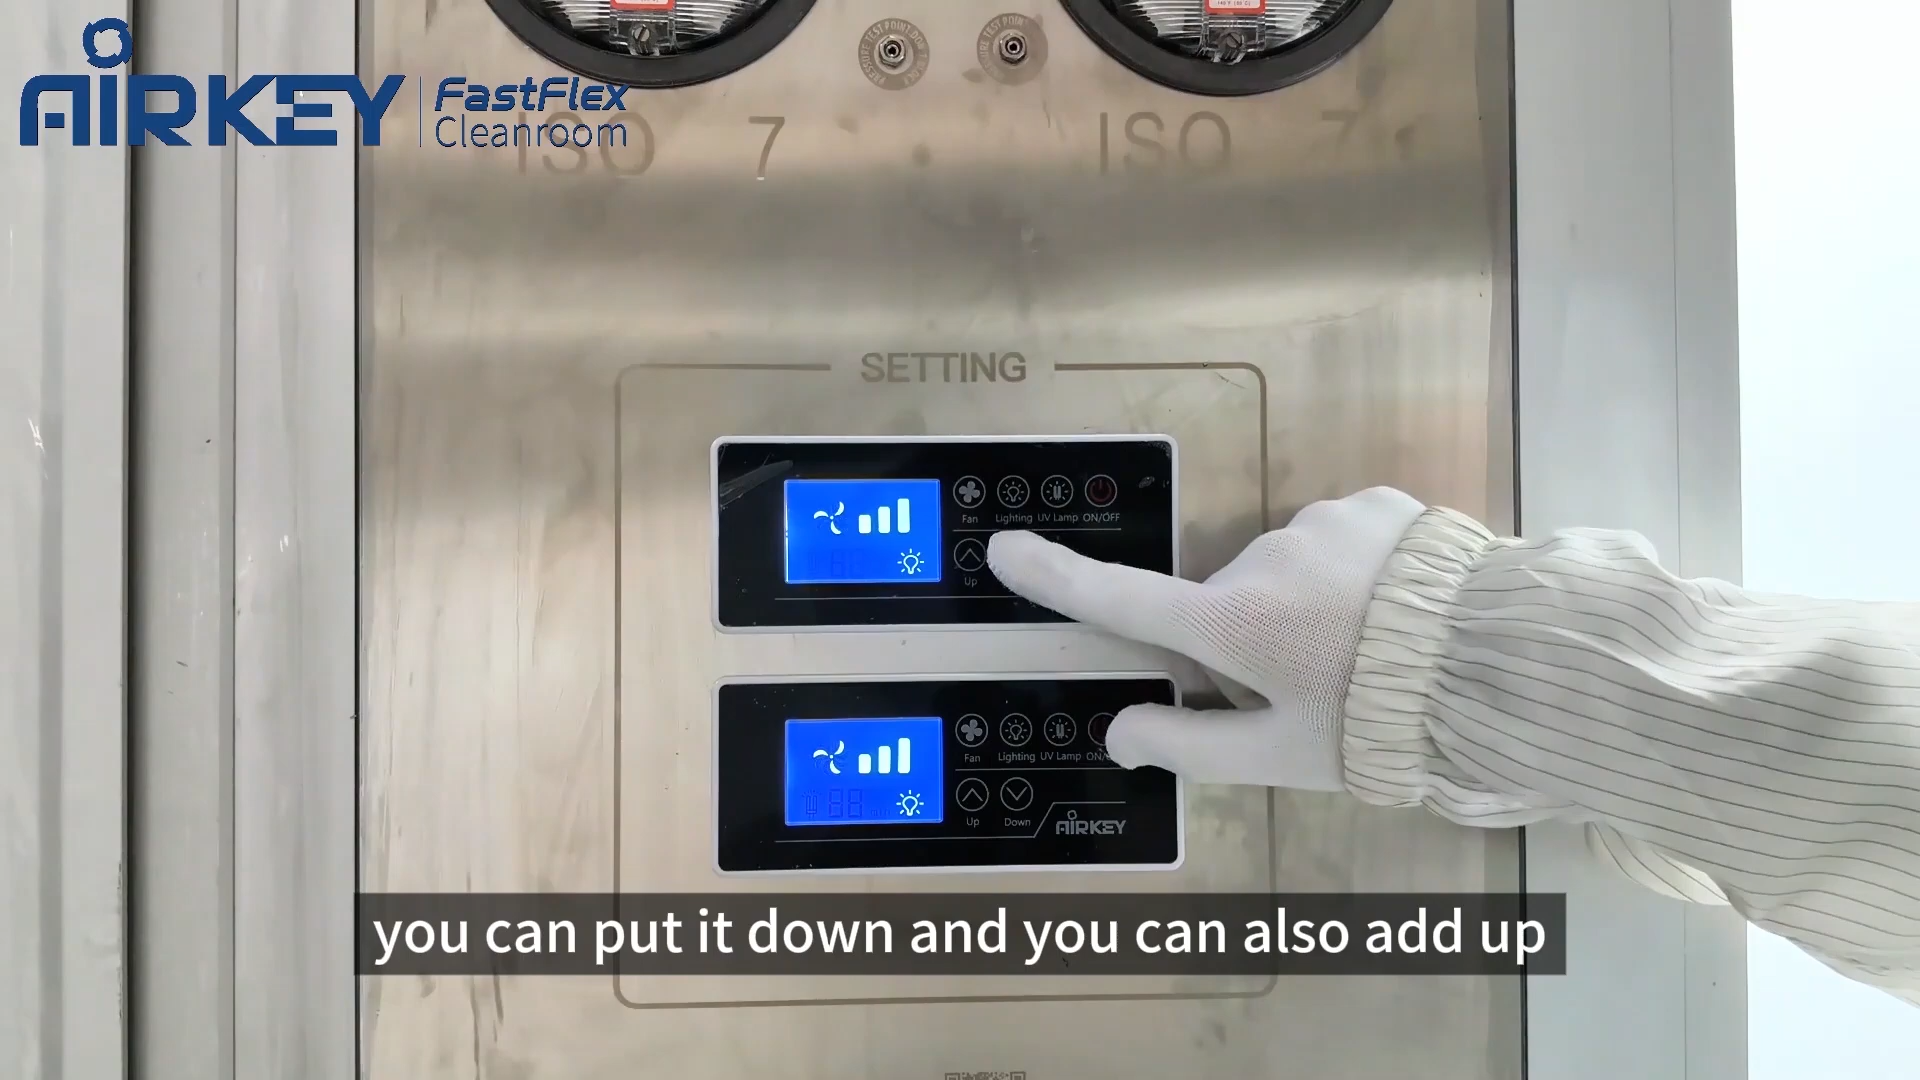 AIRKEY
FastFlex
Cleanroom
ISO 7
ISO 7
SETTING
Fan Lighting UV Lamp ON/OFF
Up
Fan Lighting UV Lamp
Up Down
AIRKEY
you can put it down and you can also add up